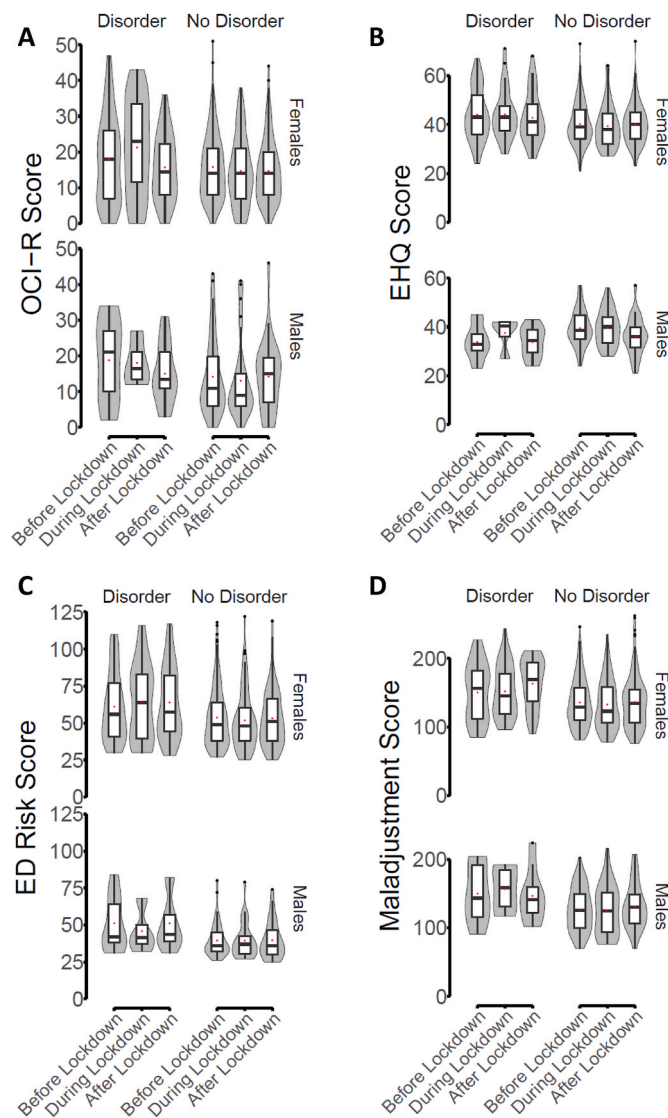 A
Disorder
No Disorder
50
40
30
20
10
0
Females
50
40
30
20
10
0
Males
OCI-R Score
Before Lockdown
During Lockdown
After Lockdown
Before Lockdown
During Lockdown
After Lockdown
B
Disorder
No Disorder
60
40
20
0
Females
60
40
20
0
Males
EHQ Score
Before Lockdown
During Lockdown
After Lockdown
Before Lockdown
During Lockdown
After Lockdown
C
Disorder
No Disorder
125
100
75
50
25
0
Females
125
100
75
50
25
0
Males
ED Risk Score
Before Lockdown
During Lockdown
After Lockdown
Before Lockdown
During Lockdown
After Lockdown
D
Disorder
No Disorder
200
150
100
0
Females
200
150
100
0
Males
Maladjustment Score
Before Lockdown
During Lockdown
After Lockdown
Before Lockdown
During Lockdown
After Lockdown